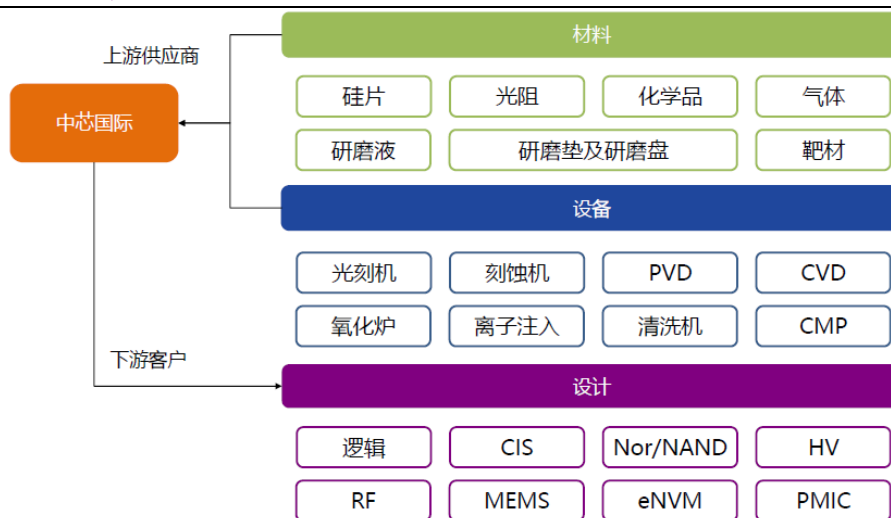 材料
上游供应商
硅片 光阻 化学品 气体
中芯国际
研磨液 研磨垫及研磨盘 靶材
设备
光刻机 刻蚀机 PVD CVD
氧化炉 离子注入 清洗机 CMP
下游客户
设计
逻辑 CIS Nor/NAND HV
RF MEMS eNVM PMIC